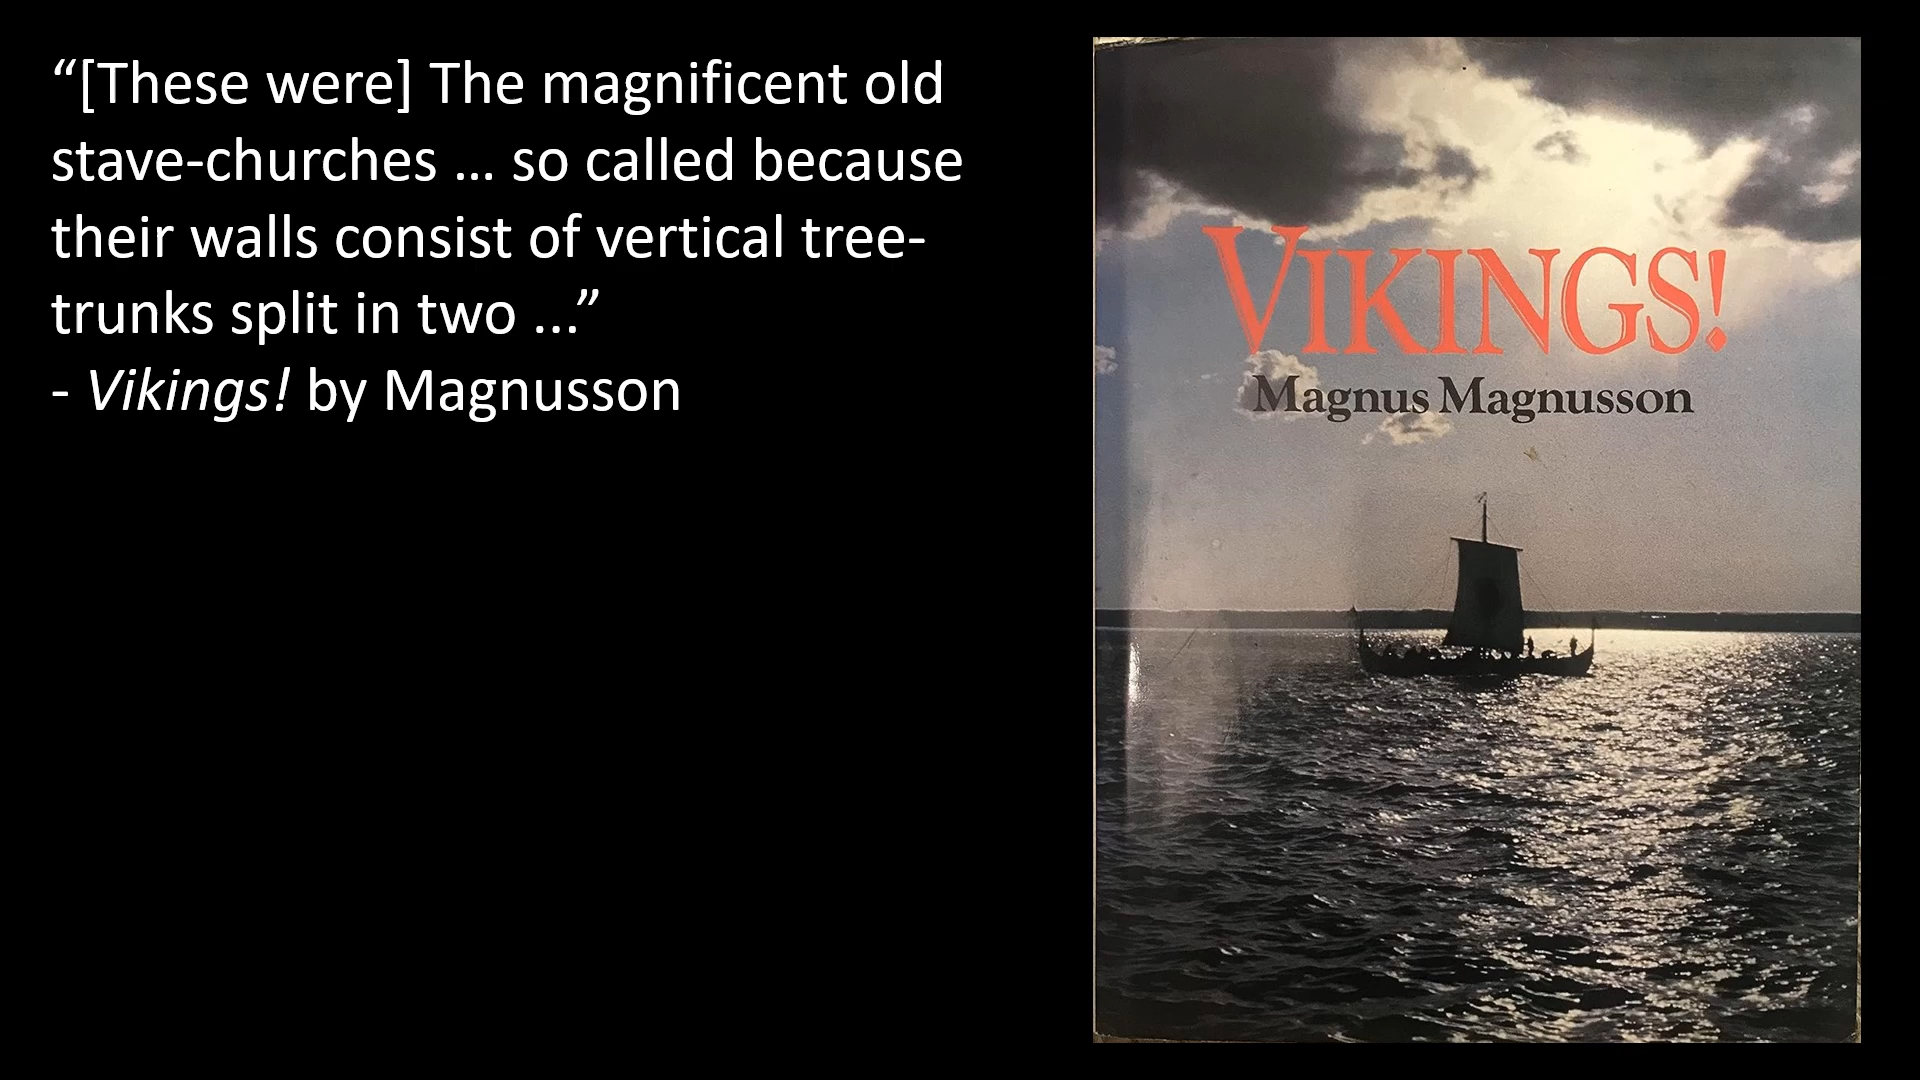 “[These were] The magnificent old
stave-churches … so called because
their walls consist of vertical tree-
trunks split in two ...”
- Vikings! by Magnusson
VIKINGS!
Magnus Magnusson